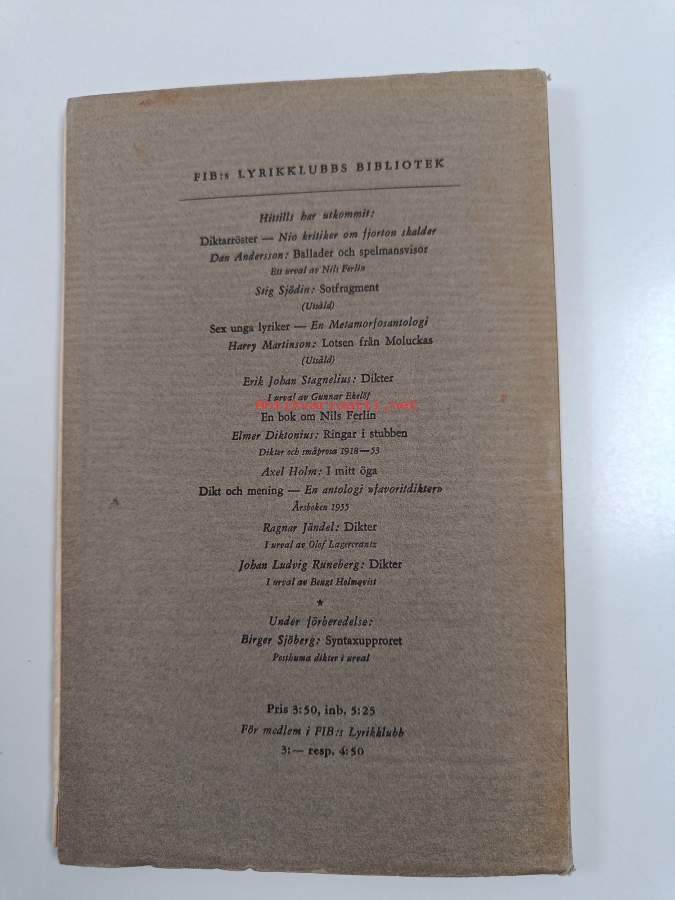 FIB:s LYRIKKLUBBS BIBLIOTEK
Hittills har utkommit:
Diktarröster — Nio kritiker om fjorton skalder
Dan Andersson: Ballader och spelmansvisor
Ett urval av Nils Ferlin
Stig Sjödin: Sotfragment
(Utsåld)
Sex unga lyriker — En Metamorfosantologi
Harry Martinson: Lotsen från Moluckas
(Utsåld)
Erik Johan Stagnelius: Dikter
I urval av Gunnar Ekelöf
En bok om Nils Ferlin
Elmer Diktonius: Ringar i stubben
Dikter och småprosa 1918—53
Axel Holm: I mitt öga
Dikt och mening — En antologi »favoritdikter»
Årsboken 1955
Ragnar Jändel: Dikter
I urval av Olof Lagercrantz
Johan Ludvig Runeberg: Dikter
I urval av Bengt Holmqvist
*
Under förberedelse:
Birger Sjöberg: Syntaxupproret
Posthuma dikter i urval
Pris 3:50, inb. 5:25
För medlem i FIB:s Lyrikklubb
3:— resp. 4:50